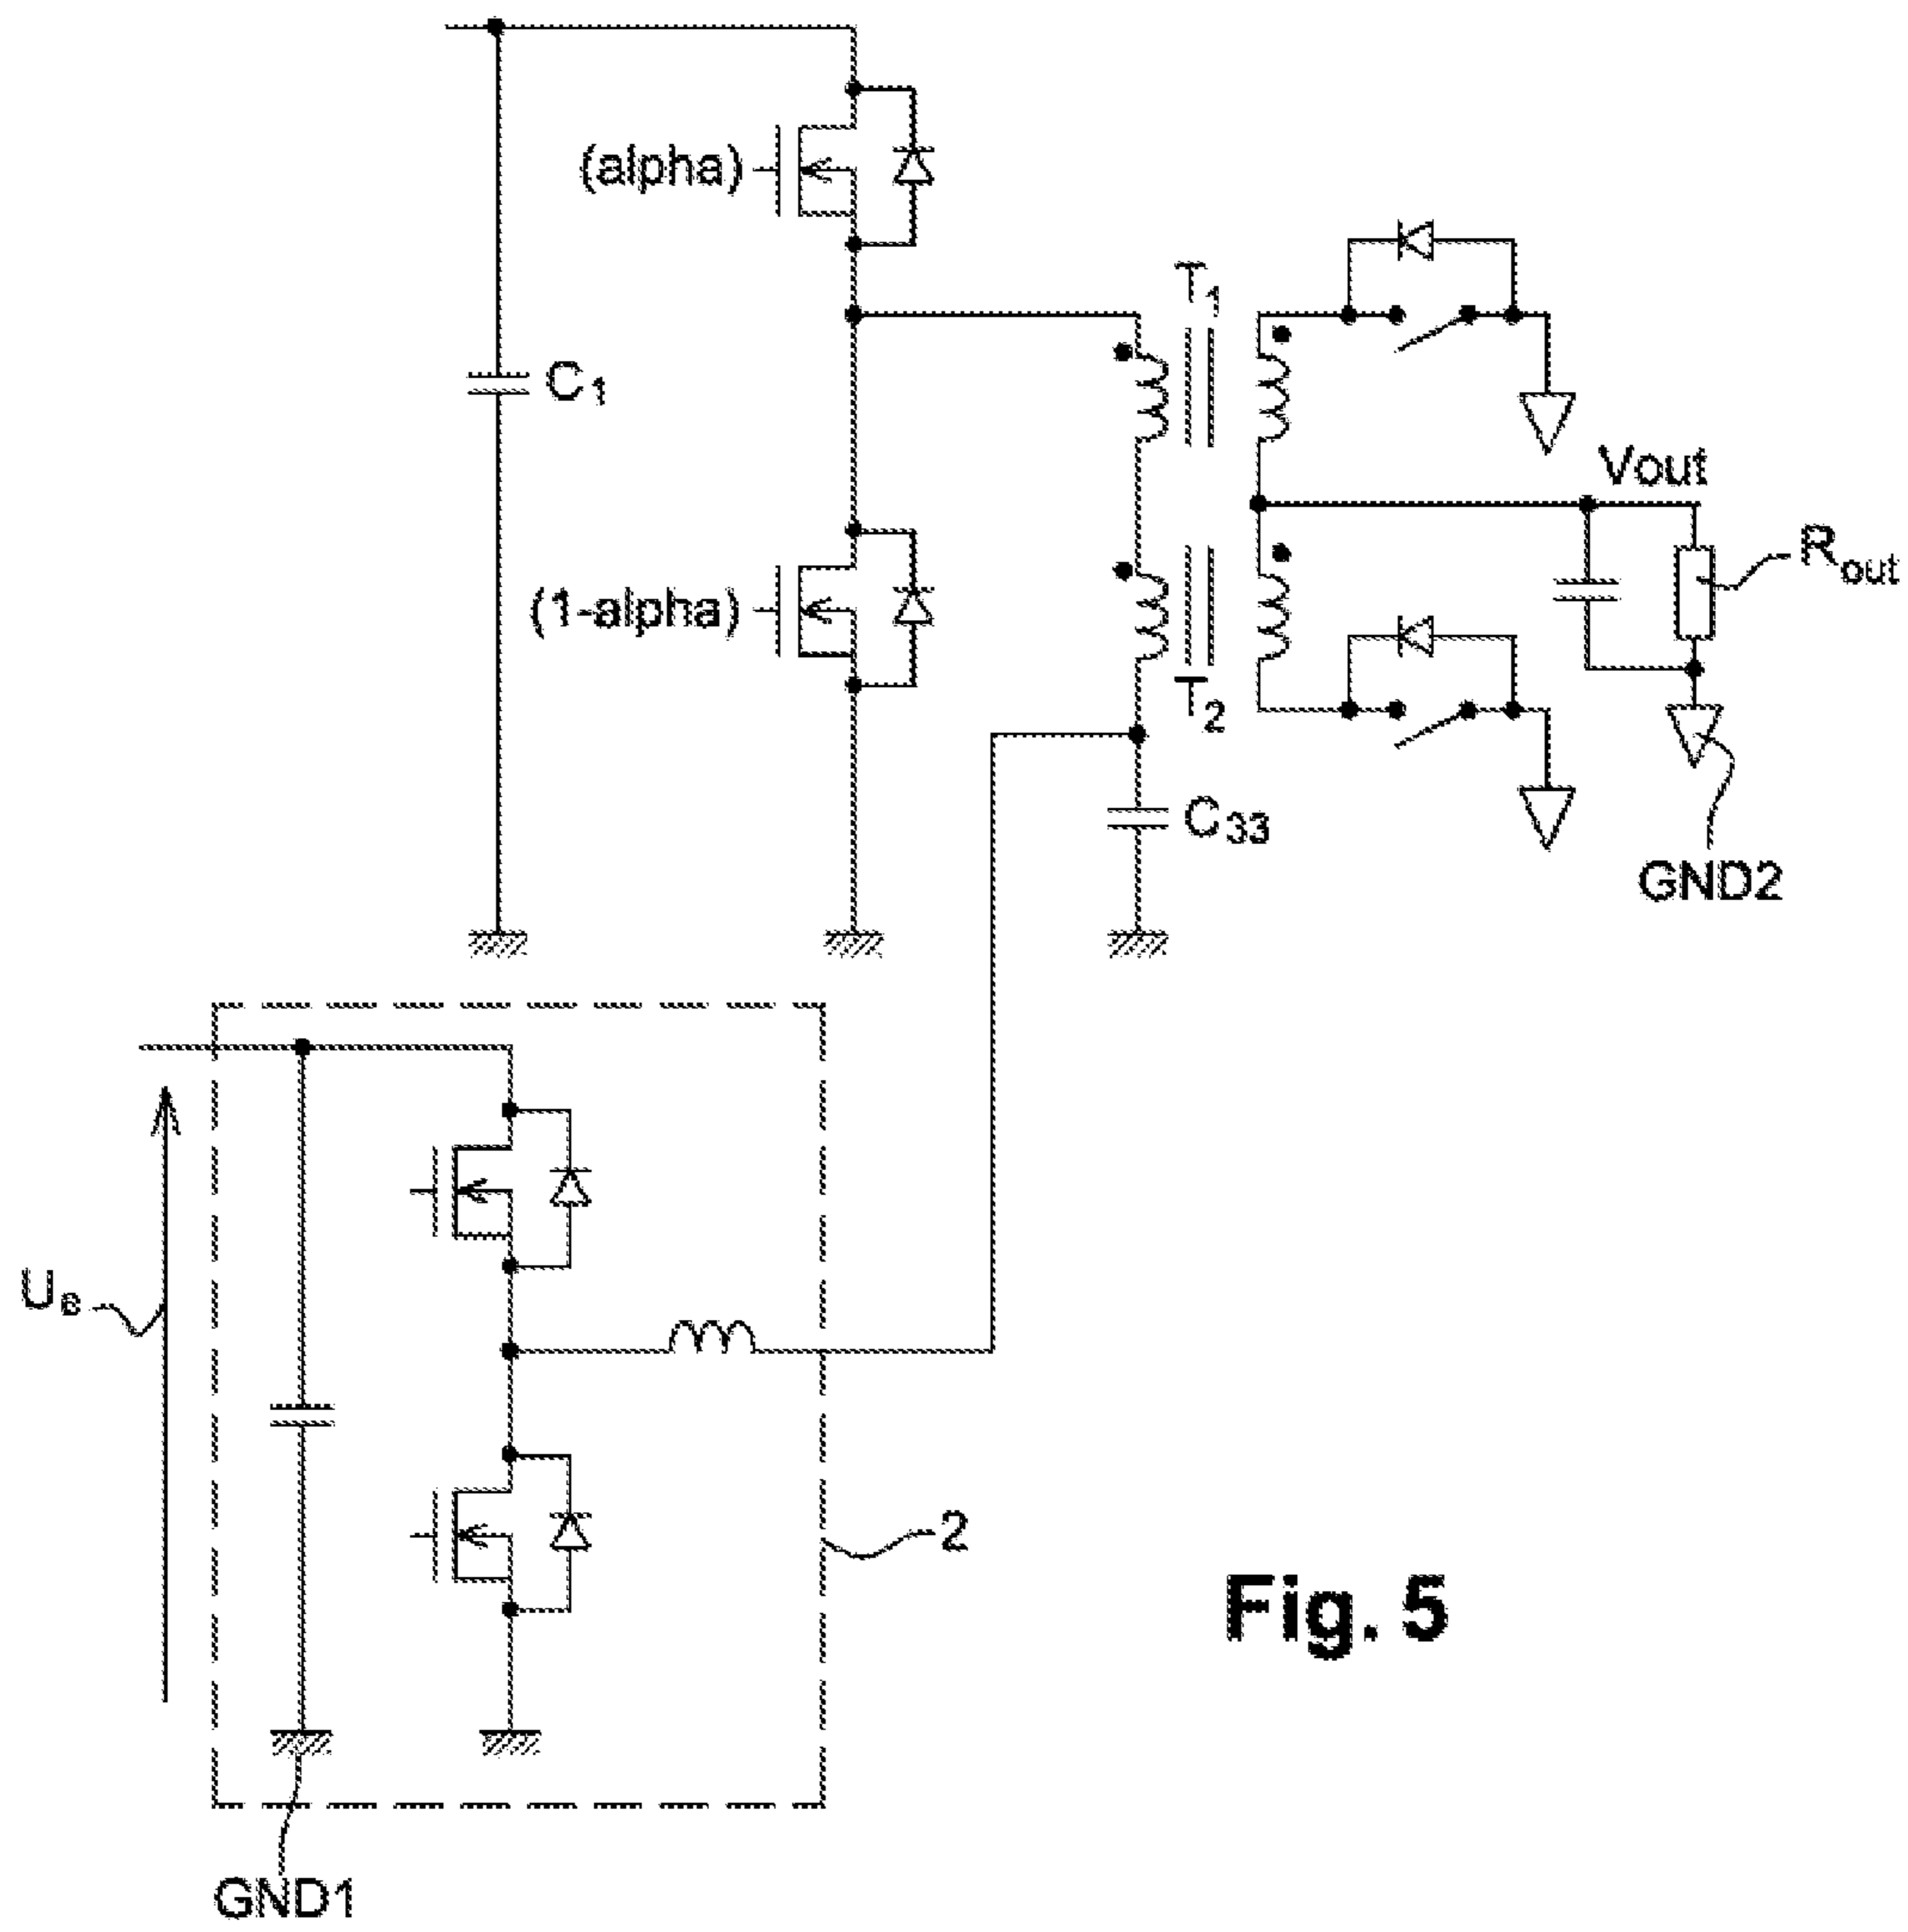 (alpha)
T1
C1
Vout
Rout
(1-alpha)
T2
C33
GND2
Ue
2
Fig. 5
GND1